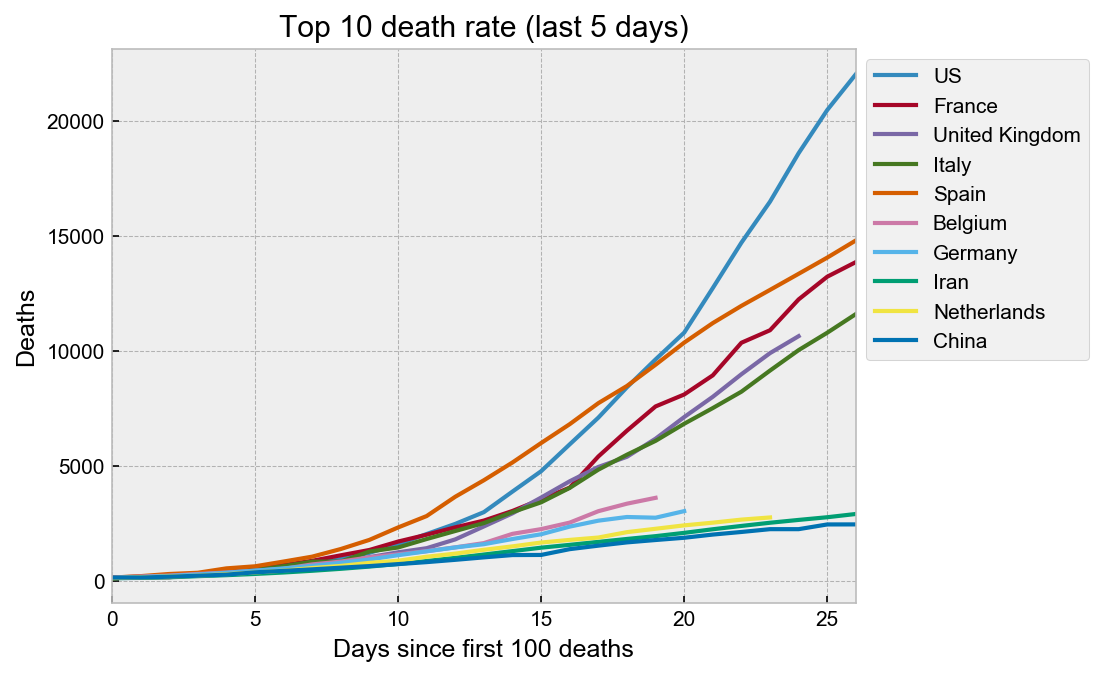 Top 10 death rate (last 5 days)
Deaths
20000
15000
10000
5000
0
0 5 10 15 20 25
Days since first 100 deaths
US
France
United Kingdom
Italy
Spain
Belgium
Germany
Iran
Netherlands
China